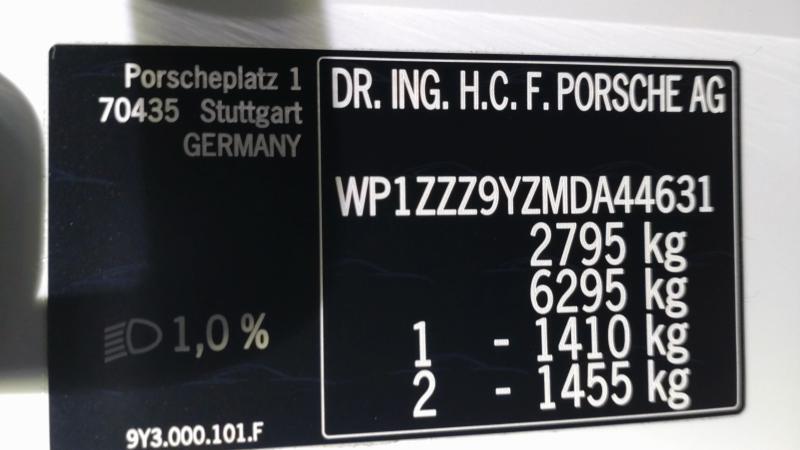 Porscheplatz 1
70435 Stuttgart
GERMANY
1,0 %
9Y3.000.101.F
DR. ING. H.C. F. PORSCHE AG
WP1ZZZ9YZMDA44631
2795 kg
6295 kg
1 - 1410 kg
2 - 1455 kg